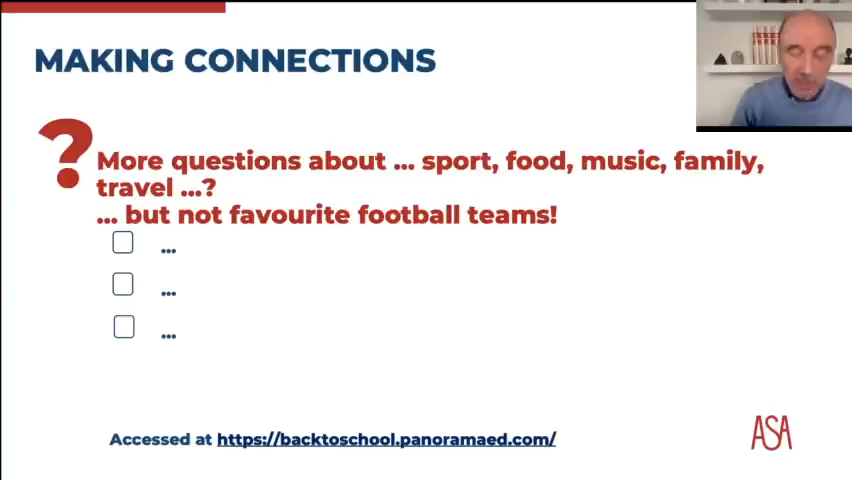 MAKING CONNECTIONS
? More questions about ... sport, food, music, family,
travel ...?
... but not favourite football teams!
...
...
...
Accessed at https://backtoschool.panoramaed.com/
ASA